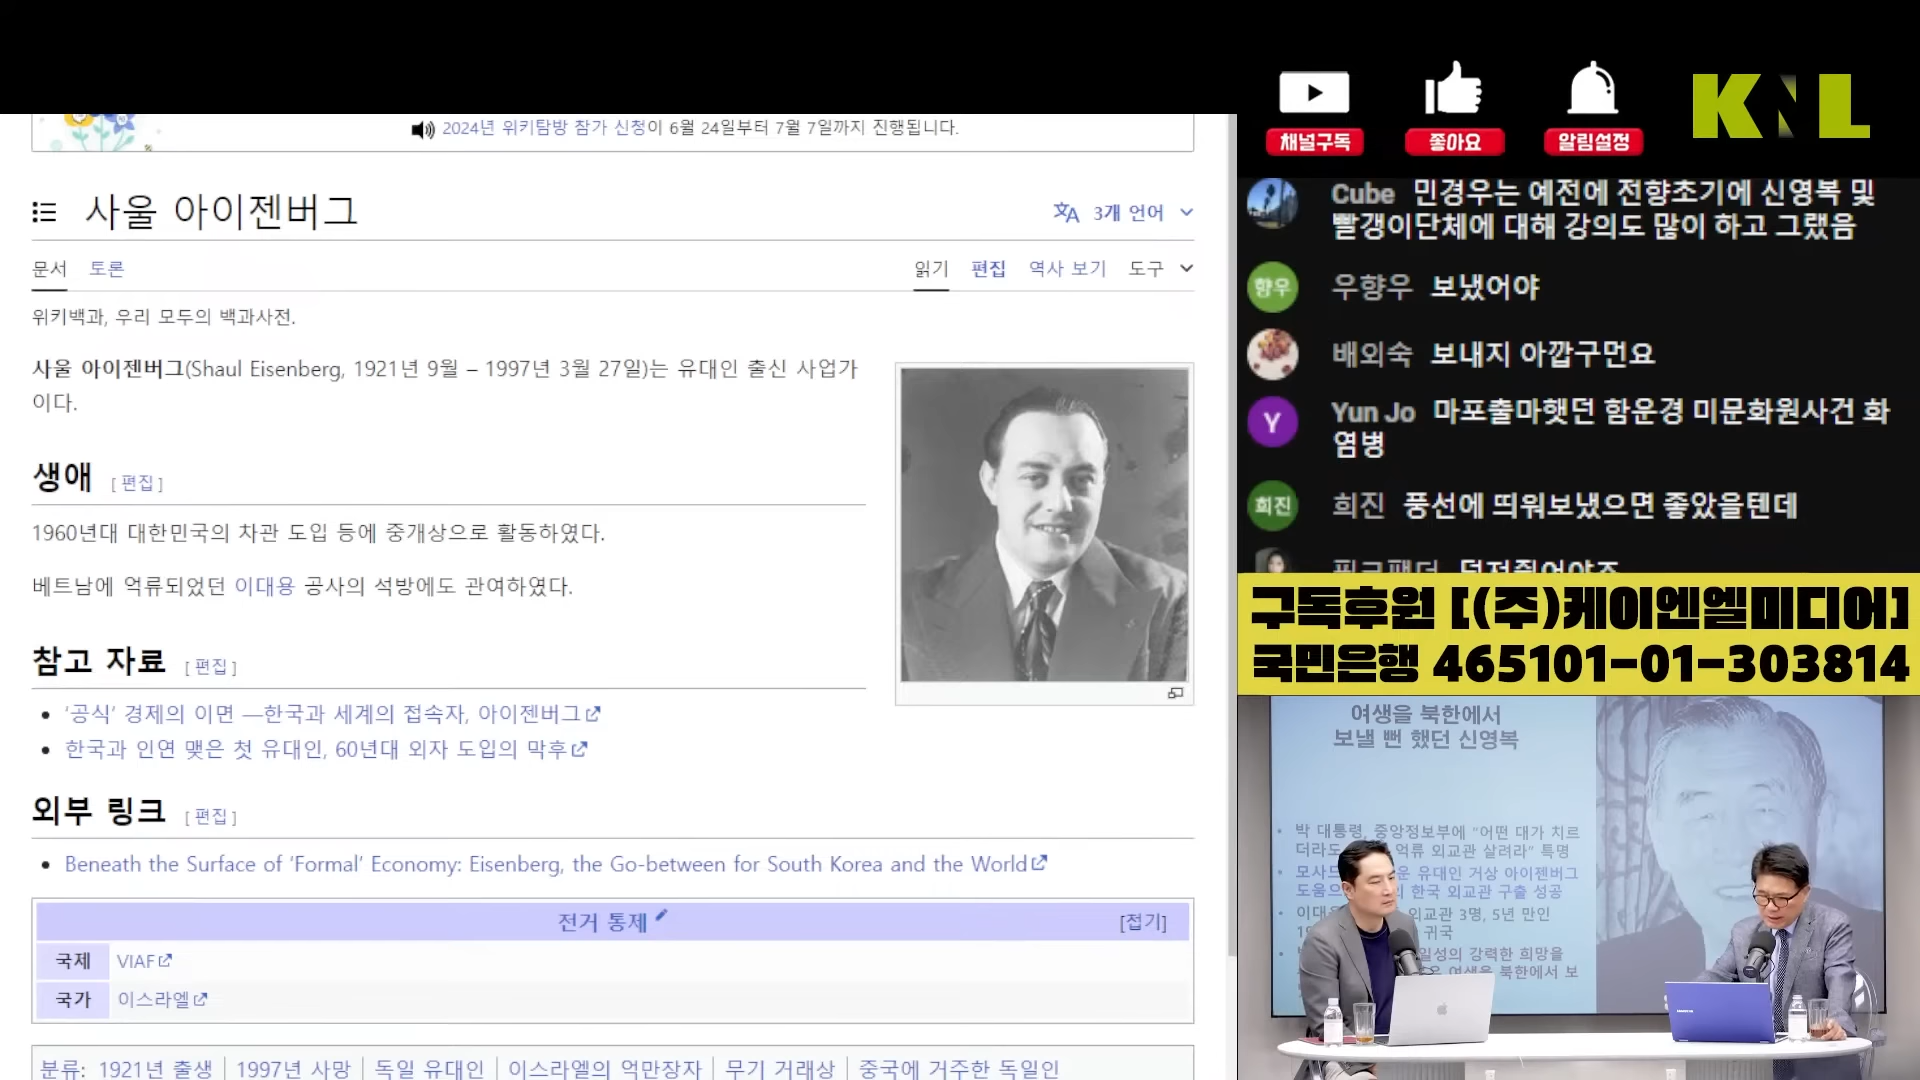 2024년 위키탐방 참가 신청이 6월 24일부터 7월 7일까지 진행됩니다.
사울 아이젠버그
3개 언어
문서 토론
읽기 편집 역사 보기 도구
위키백과, 우리 모두의 백과사전.
사울 아이젠버그(Shaul Eisenberg, 1921년 9월 – 1997년 3월 27일)는 유대인 출신 사업가
이다.
생애 [ 편집 ]
1960년대 대한민국의 차관 도입 등에 중개상으로 활동하였다.
베트남에 억류되었던 이대용 공사의 석방에도 관여하였다.
참고 자료 [ 편집 ]
‘공식’ 경제의 이면 —한국과 세계의 접속자, 아이젠버그
한국과 인연 맺은 첫 유대인, 60년대 외자 도입의 막후
외부 링크 [ 편집 ]
Beneath the Surface of ‘Formal’ Economy: Eisenberg, the Go-between for South Korea and the World
전거 통제 [접기]
국제 VIAF
국가 이스라엘
분류: 1921년 출생 | 1997년 사망 | 독일 유대인 | 이스라엘의 억만장자 | 무기 거래상 | 중국에 거주한 독일인
채널구독 좋아요 알림설정
KNL
Cube 민경우는 예전에 전향초기에 신영복 및
빨갱이단체에 대해 강의도 많이 하고 그랬음
향우 우향우 보냈어야
배외숙 보내지 아깝구먼요
Y Yun Jo 마포출마햇던 함운경 미문화원사건 화
염병
희진 희진 풍선에 띄워보냈으면 좋았을텐데
구독후원 [(주)케이엔엘미디어]
국민은행 465101-01-303814
여생을 북한에서
보낼 뻔 했던 신영복
박 대통령, 중앙정보부에 “어떤 대가 치르
더라도 억류 외교관 살려라” 특명
유대인 거상 아이젠버그
한국 외교관 구출 성공
외교관 3명, 5년 만인
귀국
강력한 희망을
여생을 북한에서 보